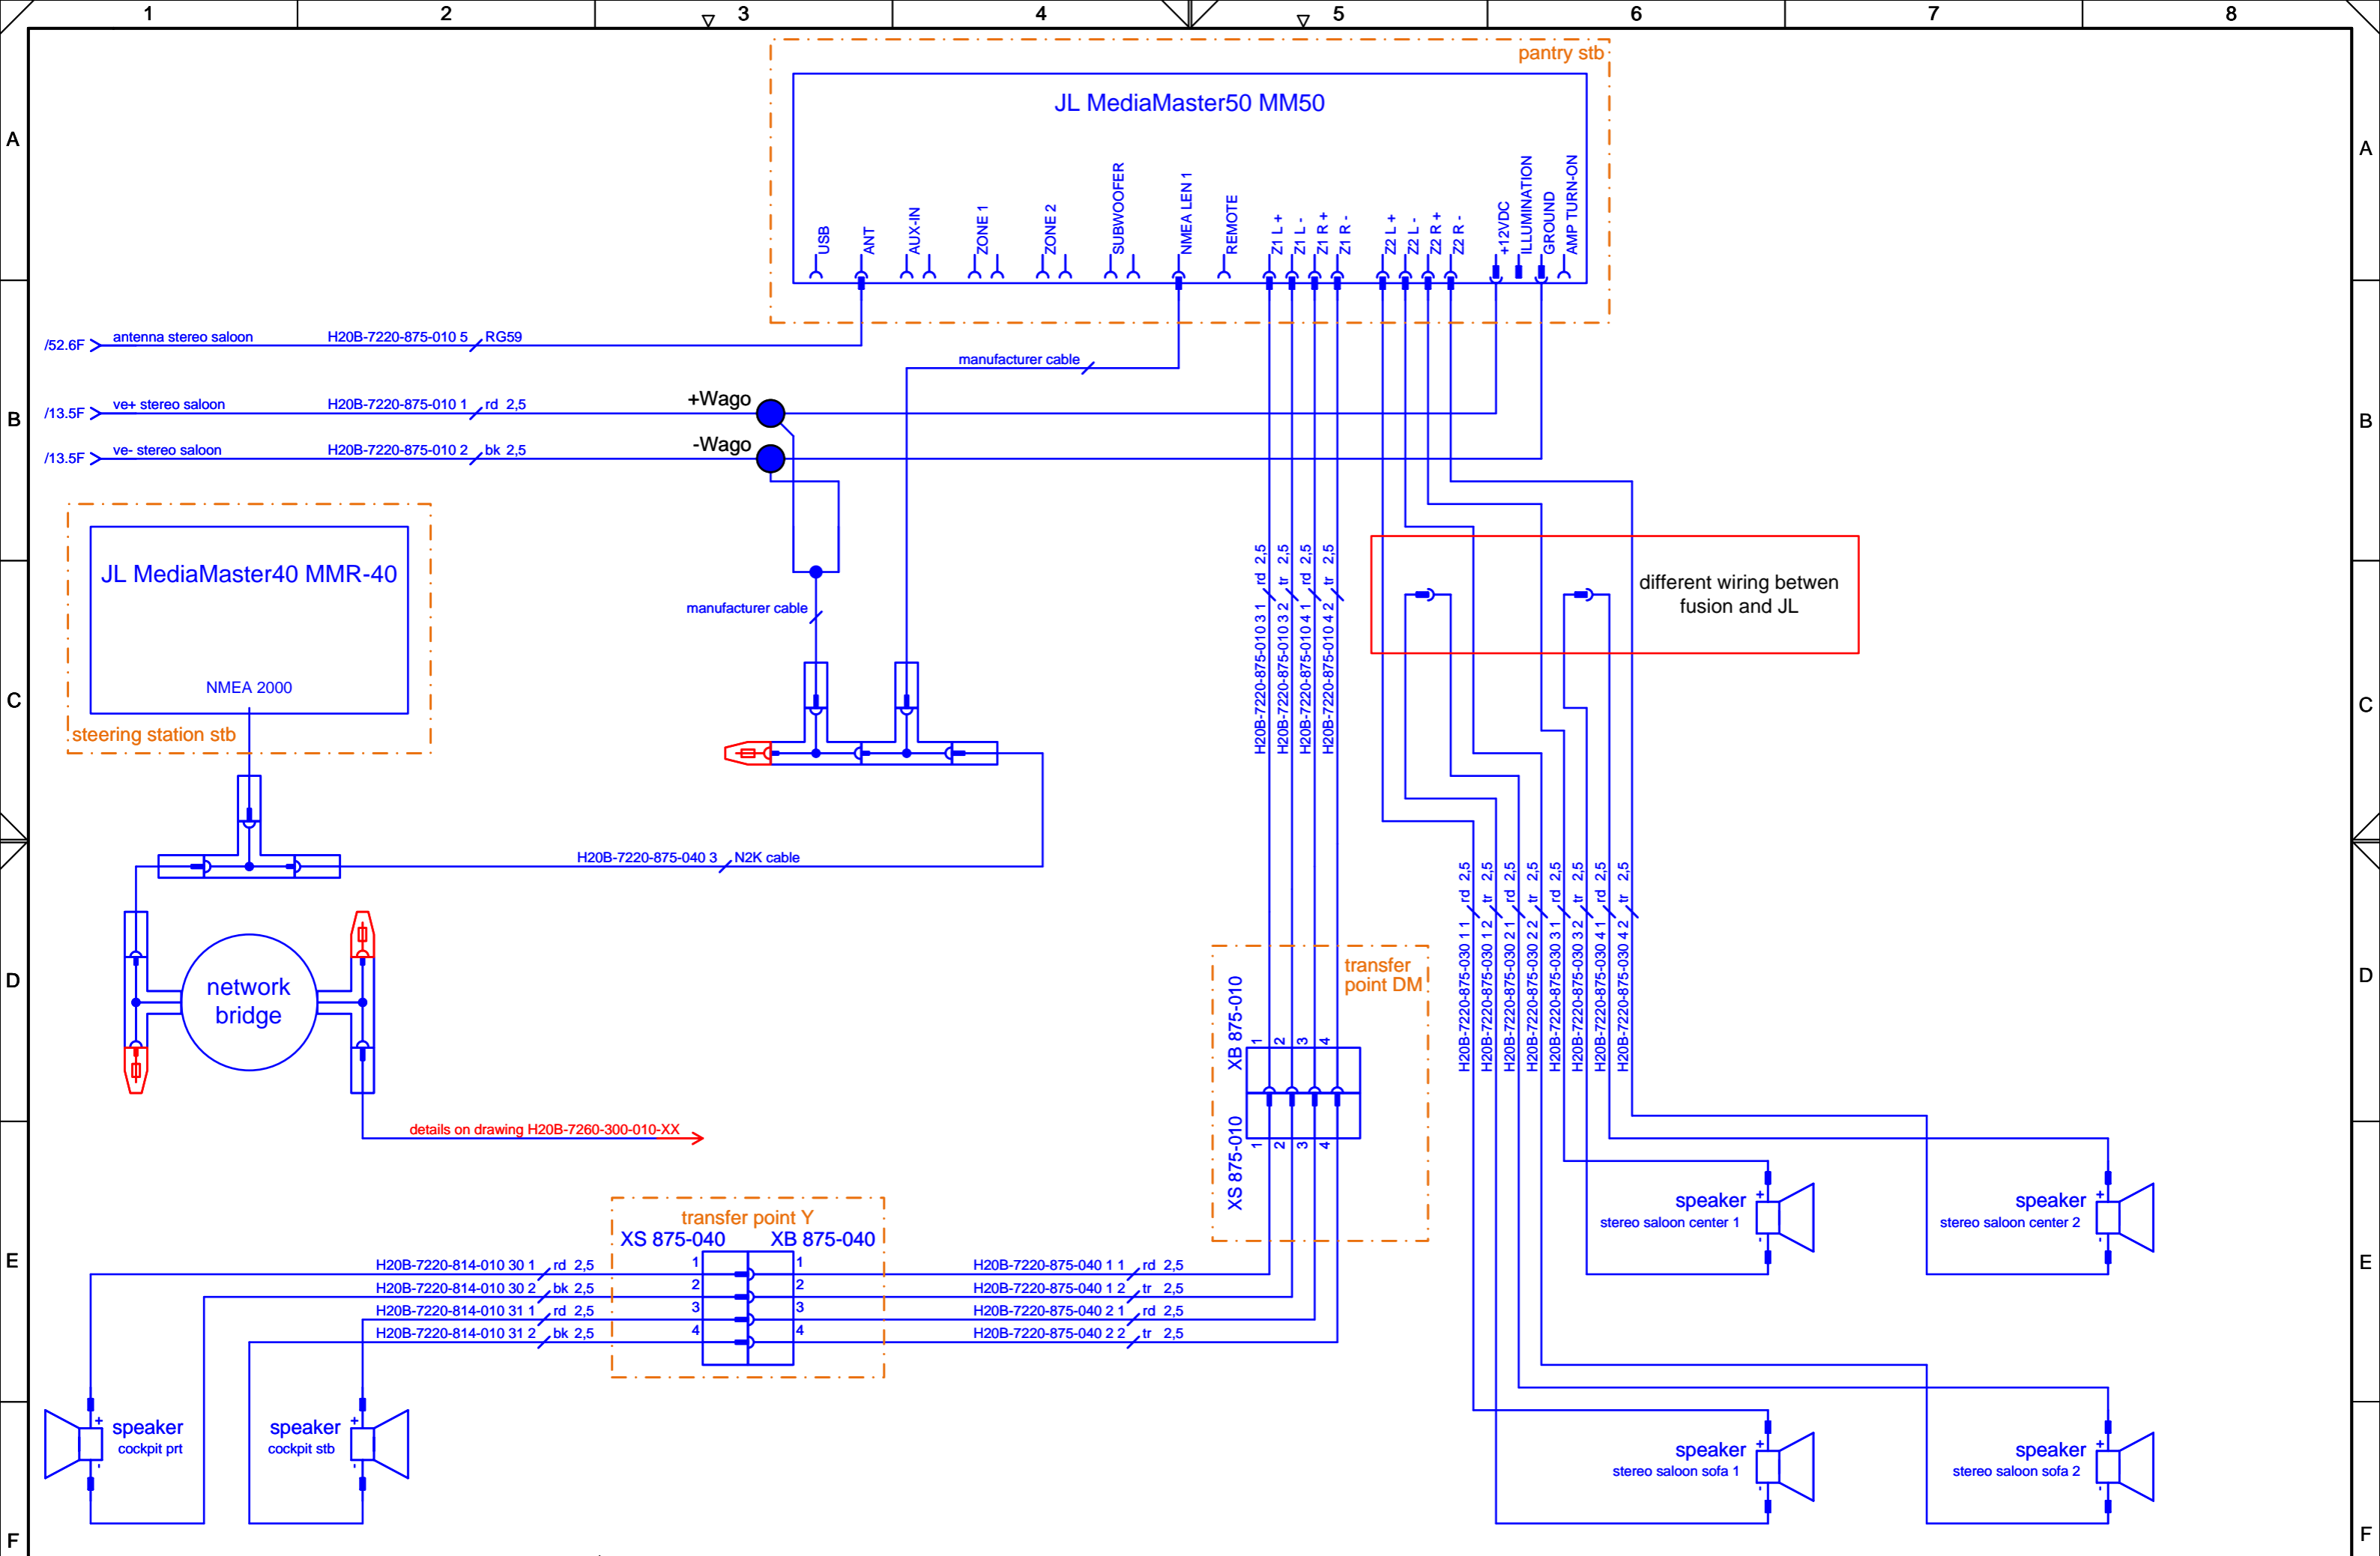 1 2 3 4 5 6 7 8
pantry stb
JL MediaMaster50 MM50
A
A
USB
ANT
AUX-IN
ZONE 1
ZONE 2
SUBWOOFER
NMEA LEN 1
REMOTE
Z1 L +
Z1 L -
Z1 R +
Z1 R -
Z2 L +
Z2 L -
Z2 R +
Z2 R -
+12VDC
ILLUMINATION
GROUND
AMP TURN-ON
/52.6F antenna stereo saloon H20B-7220-875-010 5 RG59
manufacturer cable
/13.5F ve+ stereo saloon H20B-7220-875-010 1 rd 2,5
+Wago
B
B
/13.5F ve- stereo saloon H20B-7220-875-010 2 bk 2,5
-Wago
JL MediaMaster40 MMR-40
NMEA 2000
steering station stb
manufacturer cable
H20B-7220-875-010 3 1 rd 2,5
H20B-7220-875-010 3 2 tr 2,5
H20B-7220-875-010 4 1 rd 2,5
H20B-7220-875-010 4 2 tr 2,5
different wiring betwen
fusion and JL
C
C
H20B-7220-875-040 3 N2K cable
H20B-7220-875-030 1 1 rd 2,5
H20B-7220-875-030 1 2 tr 2,5
H20B-7220-875-030 2 1 rd 2,5
H20B-7220-875-030 2 2 tr 2,5
H20B-7220-875-030 3 1 rd 2,5
H20B-7220-875-030 3 2 tr 2,5
H20B-7220-875-030 4 1 rd 2,5
H20B-7220-875-030 4 2 tr 2,5
D
D
network
bridge
transfer
point DM
XB 875-010
1 2 3 4
XS 875-010
1 2 3 4
details on drawing H20B-7260-300-010-XX
transfer point Y
XS 875-040 XB 875-040
E
E
H20B-7220-814-010 30 1 rd 2,5 1 1 H20B-7220-875-040 1 1 rd 2,5
H20B-7220-814-010 30 2 bk 2,5 2 2 H20B-7220-875-040 1 2 tr 2,5
H20B-7220-814-010 31 1 rd 2,5 3 3 H20B-7220-875-040 2 1 rd 2,5
H20B-7220-814-010 31 2 bk 2,5 4 4 H20B-7220-875-040 2 2 tr 2,5
speaker + -
stereo saloon center 1
speaker + -
stereo saloon center 2
speaker + -
cockpit prt
speaker + -
cockpit stb
speaker + -
stereo saloon sofa 1
speaker + -
stereo saloon sofa 2
F
F